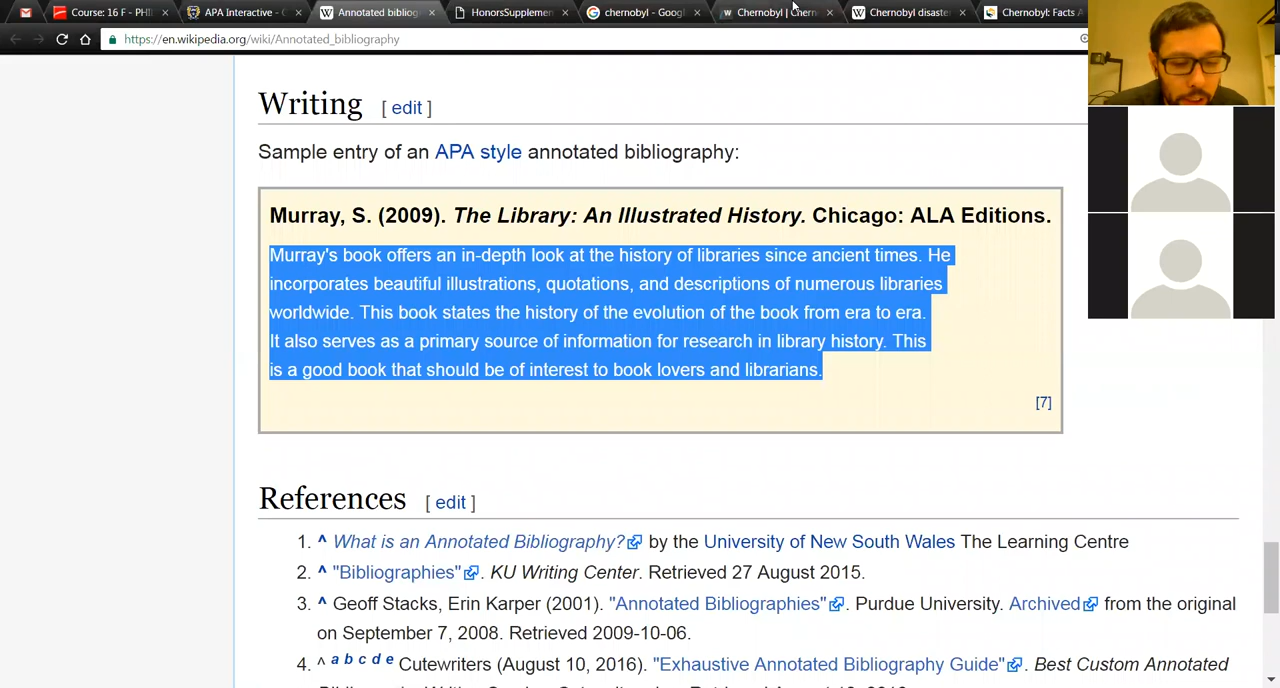 Course: 16 F - PHI
APA Interactive -
Annotated bibliog
HonorsSupplemen
chernobyl - Goog
Chernobyl | Chern
Chernobyl disaste
Chernobyl: Facts A
https://en.wikipedia.org/wiki/Annotated_bibliography
Writing [ edit ]
Sample entry of an APA style annotated bibliography:
Murray, S. (2009). The Library: An Illustrated History. Chicago: ALA Editions.
Murray's book offers an in-depth look at the history of libraries since ancient times. He
incorporates beautiful illustrations, quotations, and descriptions of numerous libraries
worldwide. This book states the history of the evolution of the book from era to era.
It also serves as a primary source of information for research in library history. This
is a good book that should be of interest to book lovers and librarians.
[7]
References [ edit ]
1. ^ What is an Annotated Bibliography? by the University of New South Wales The Learning Centre
2. ^ "Bibliographies". KU Writing Center. Retrieved 27 August 2015.
3. ^ Geoff Stacks, Erin Karper (2001). "Annotated Bibliographies". Purdue University. Archived from the original
on September 7, 2008. Retrieved 2009-10-06.
4. ^ a b c d e Cutewriters (August 10, 2016). "Exhaustive Annotated Bibliography Guide". Best Custom Annotated